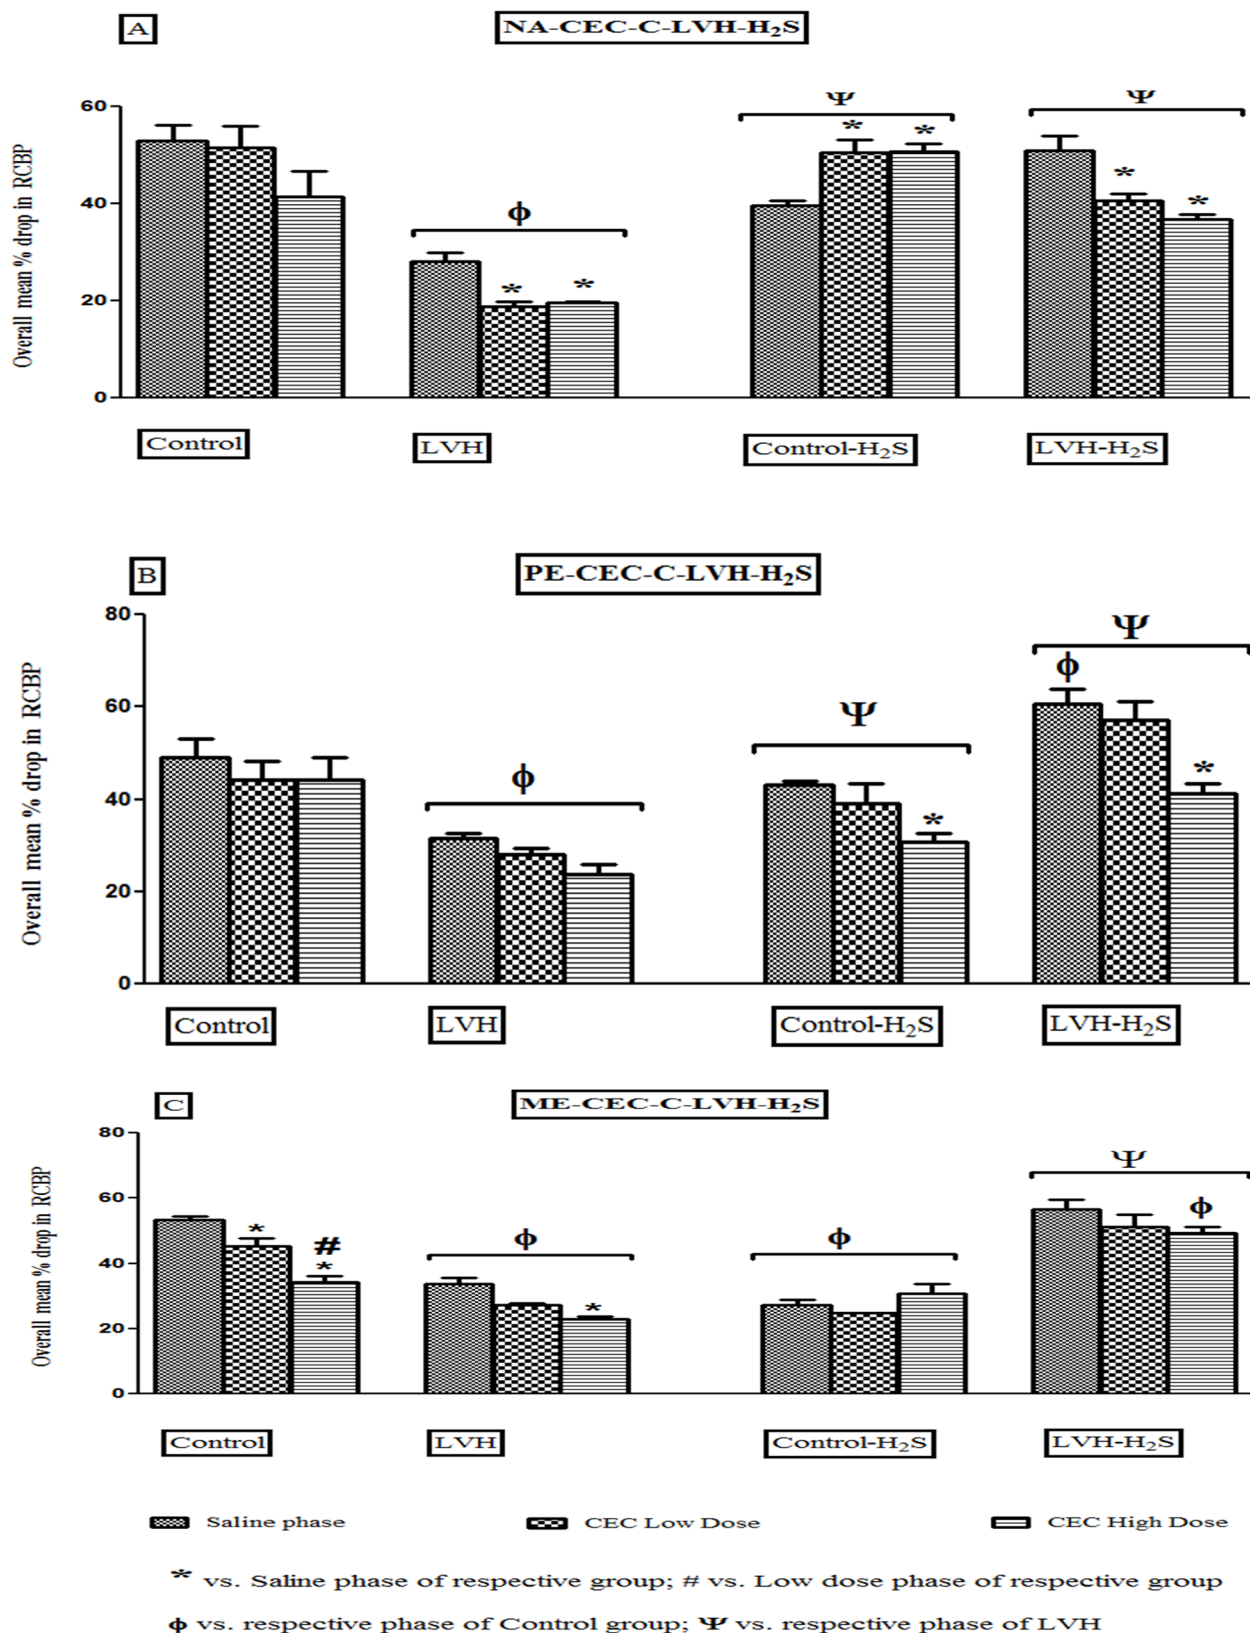 A
NA-CEC-C-LVH-H₂S
Overall mean % drop in RCBP
60
40
20
0
ϕ
* *
Ψ
* *
Ψ
*
*
Control
LVH
Control-H₂S
LVH-H₂S
B
PE-CEC-C-LVH-H₂S
Overall mean % drop in RCBP
80
60
40
20
0
ϕ
Ψ
*
Ψ
ϕ
*
Control
LVH
Control-H₂S
LVH-H₂S
C
ME-CEC-C-LVH-H₂S
Overall mean % drop in RCBP
80
60
40
20
0
*
#
*
ϕ
*
ϕ
Ψ
ϕ
Control
LVH
Control-H₂S
LVH-H₂S
Saline phase
CEC Low Dose
CEC High Dose
* vs. Saline phase of respective group; # vs. Low dose phase of respective group
ϕ vs. respective phase of Control group; Ψ vs. respective phase of LVH